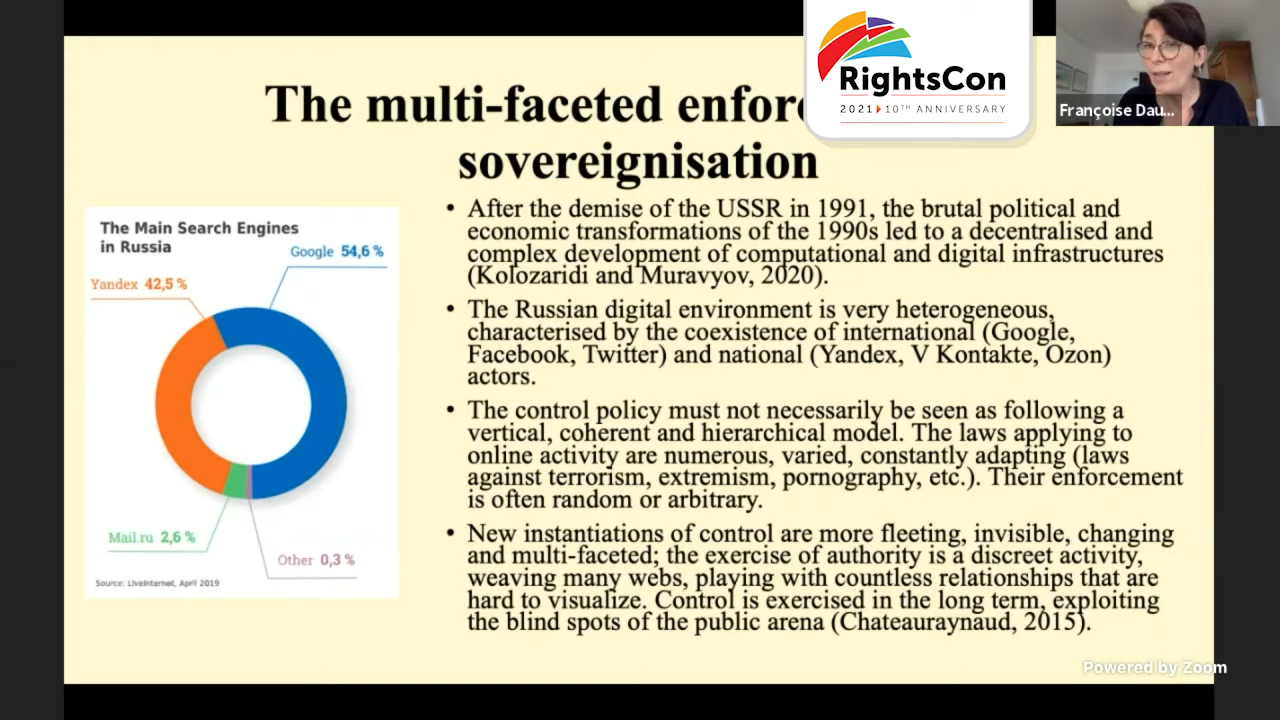 The multi-faceted enforc
sovereignisation
RightsCon
2021 10TH ANNIVERSARY
Françoise Dau...
The Main Search Engines
in Russia
Google 54,6 %
Yandex 42,5 %
Mail.ru 2,6 %
Other 0,3 %
Source: LiveInternet, April 2019
• After the demise of the USSR in 1991, the brutal political and
economic transformations of the 1990s led to a decentralised and
complex development of computational and digital infrastructures
(Kolozaridi and Muravyov, 2020).
• The Russian digital environment is very heterogeneous,
characterised by the coexistence of international (Google,
Facebook, Twitter) and national (Yandex, V Kontakte, Ozon)
actors.
• The control policy must not necessarily be seen as following a
vertical, coherent and hierarchical model. The laws applying to
online activity are numerous, varied, constantly adapting (laws
against terrorism, extremism, pornography, etc.). Their enforcement
is often random or arbitrary.
• New instantiations of control are more fleeting, invisible, changing
and multi-faceted; the exercise of authority is a discreet activity,
weaving many webs, playing with countless relationships that are
hard to visualize. Control is exercised in the long term, exploiting
the blind spots of the public arena (Chateauraynaud, 2015).
Powered by Zoom